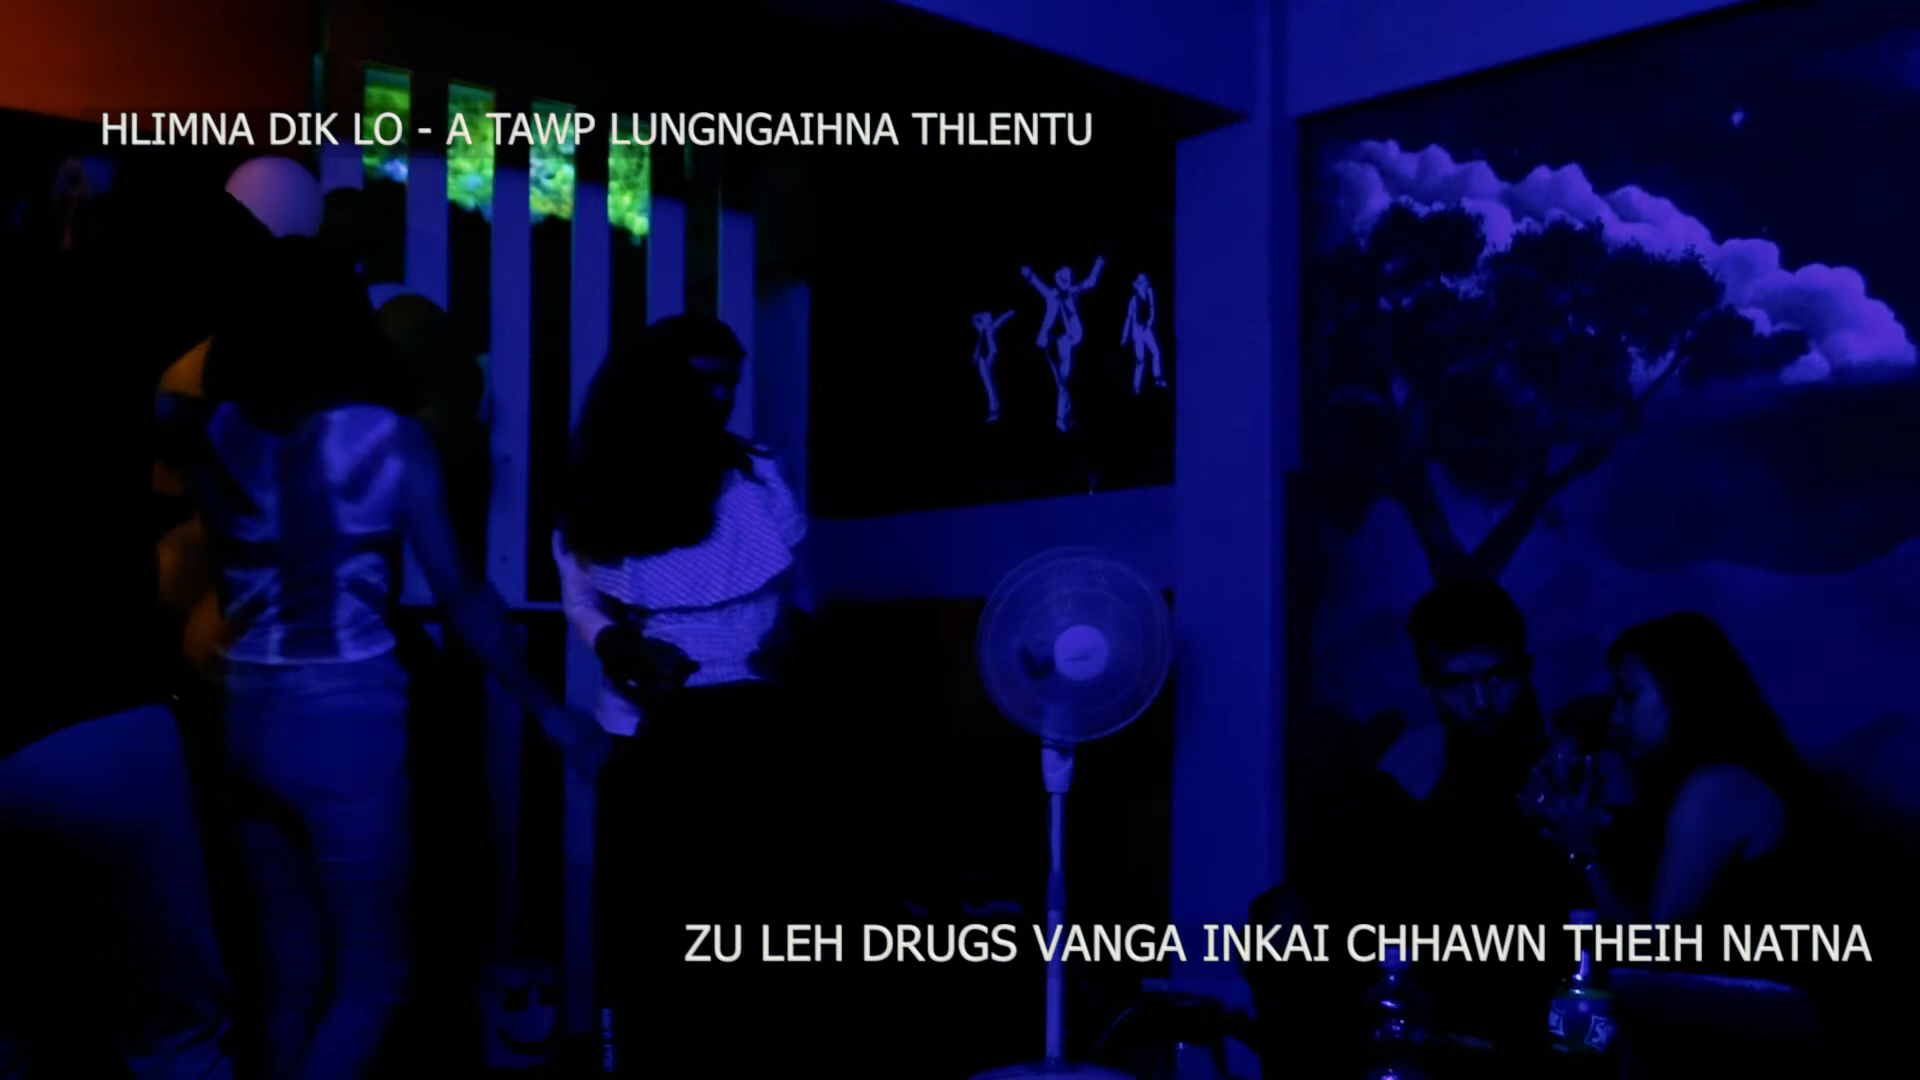 HLIMNA DIK LO - A TAWP LUNGNGAIHNA THLENTU
ZU LEH DRUGS VANGA INKAI CHHAWN THEIH NATNA